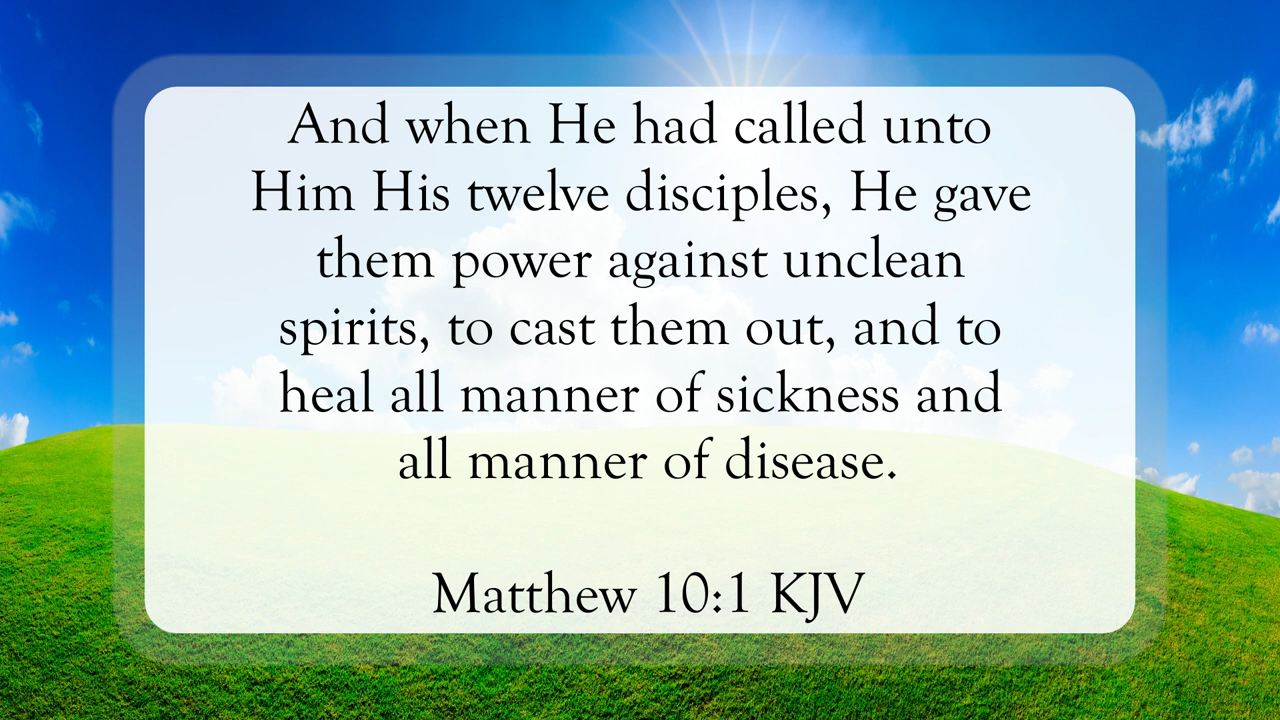 And when He had called unto
Him His twelve disciples, He gave
them power against unclean
spirits, to cast them out, and to
heal all manner of sickness and
all manner of disease.
Matthew 10:1 KJV